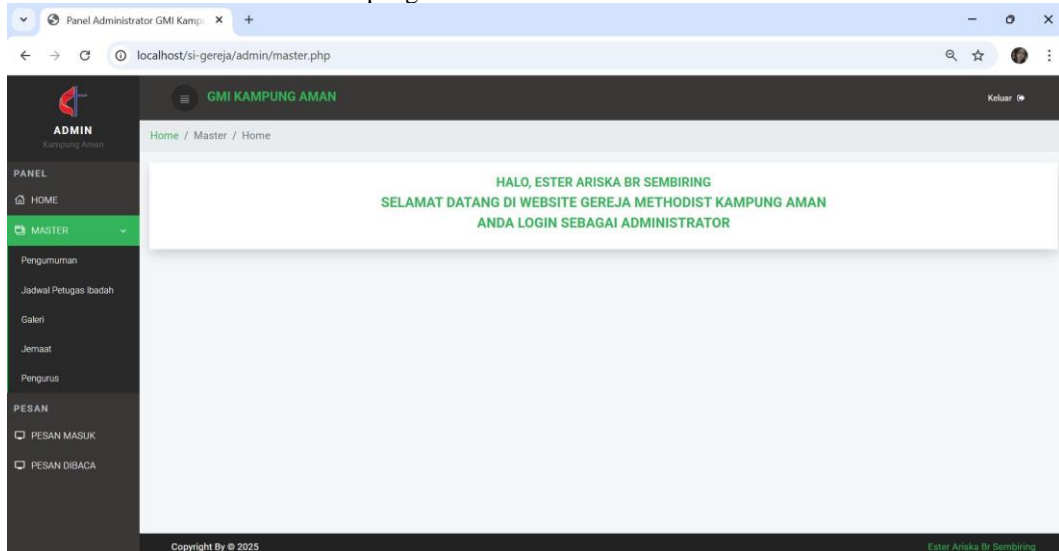 Panel Administrator GMI Kamp
localhost/si-gereja/admin/master.php
GMI KAMPUNG AMAN
Keluar
ADMIN
Kampung Aman
Home / Master / Home
PANEL
HOME
MASTER
Pengumuman
Jadwal Petugas Ibadah
Galeri
Jemaat
Pengurus
PESAN
PESAN MASUK
PESAN DIBACA
HALO, ESTER ARISKA BR SEMBIRING
SELAMAT DATANG DI WEBSITE GEREJA METHODIST KAMPUNG AMAN
ANDA LOGIN SEBAGAI ADMINISTRATOR
Copyright By © 2025
Ester Ariska Br Sembiring